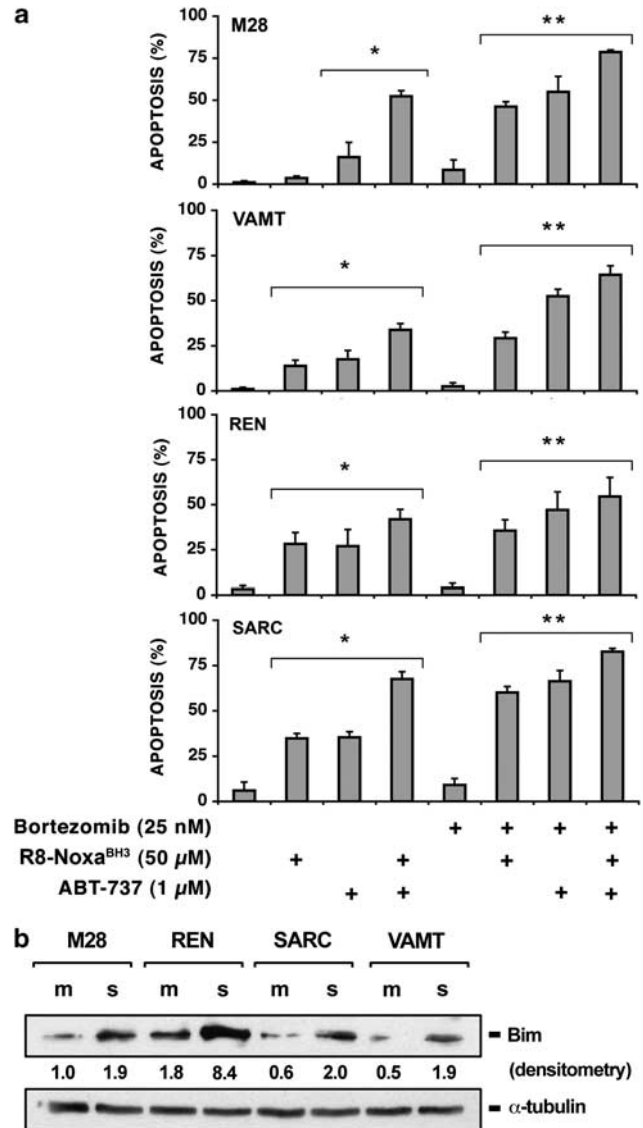 a
M28
APOPTOSIS (%)
100
75
50
25
0
*
**
VAMT
APOPTOSIS (%)
100
75
50
25
0
*
**
REN
APOPTOSIS (%)
100
75
50
25
0
*
**
SARC
APOPTOSIS (%)
100
75
50
25
0
*
**
Bortezomib (25 nM) + + + +
R8-Noxaᴮᴴ³ (50 µM) + + + +
ABT-737 (1 µM) + + + +
b
M28 REN SARC VAMT
m s m s m s m s
Bim
1.0 1.9 1.8 8.4 0.6 2.0 0.5 1.9 (densitometry)
α-tubulin